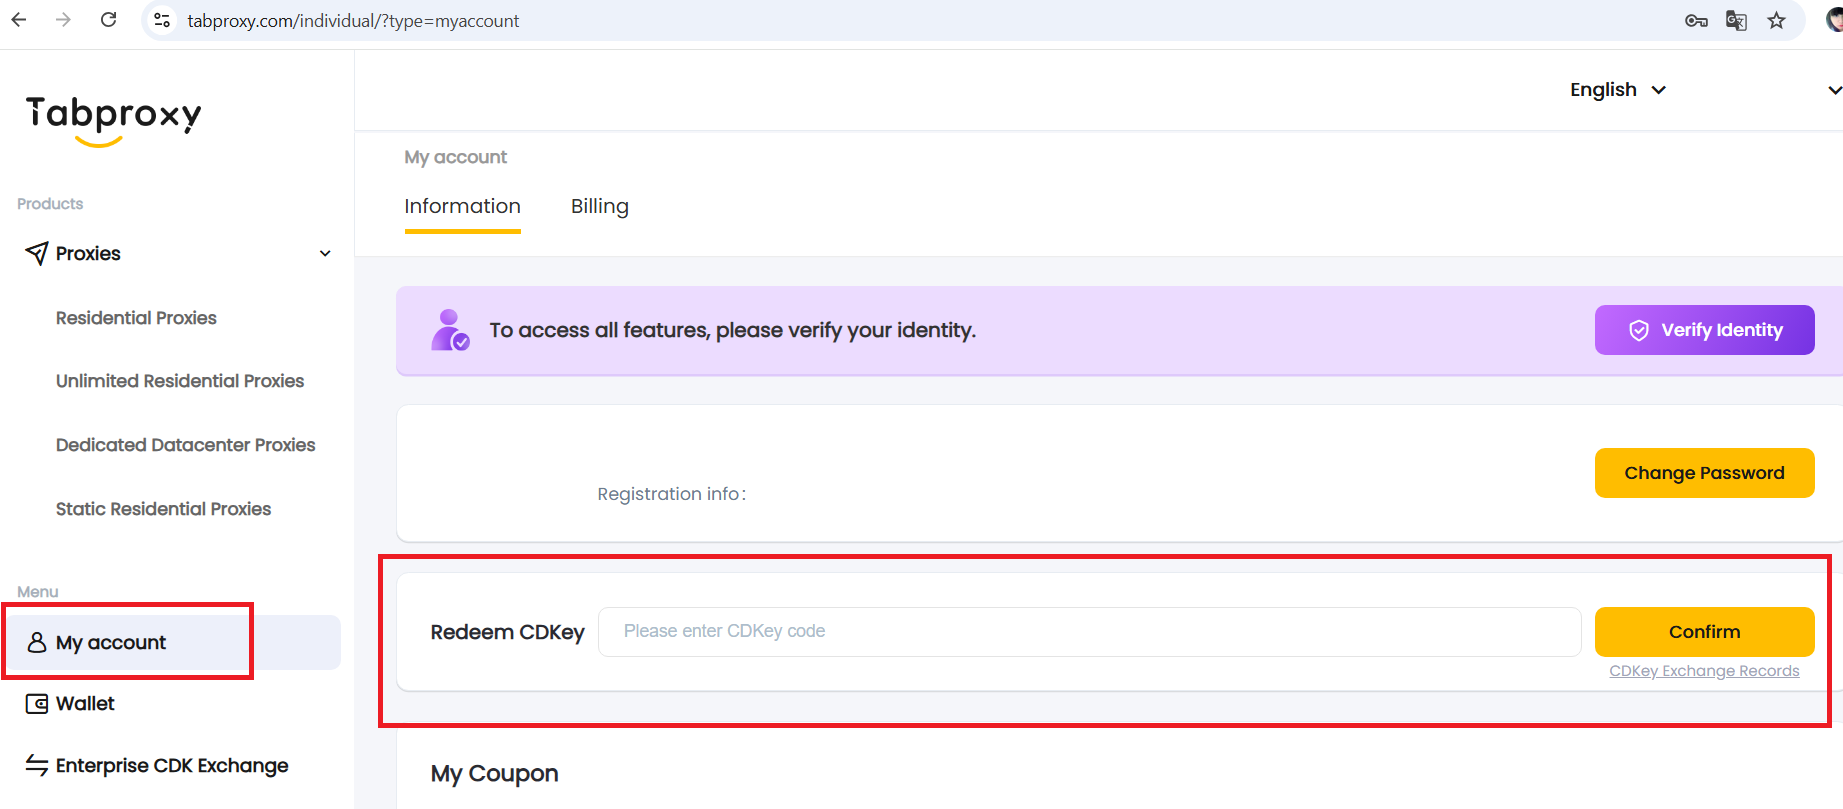 tabproxy.com/individual/?type=myaccount
Tabproxy
English
My account
Information
Billing
Products
Proxies
Residential Proxies
Unlimited Residential Proxies
Dedicated Datacenter Proxies
Static Residential Proxies
Menu
My account
Wallet
Enterprise CDK Exchange
To access all features, please verify your identity.
Verify Identity
Registration info:
Change Password
Redeem CDKey
Please enter CDKey code
Confirm
CDKey Exchange Records
My Coupon